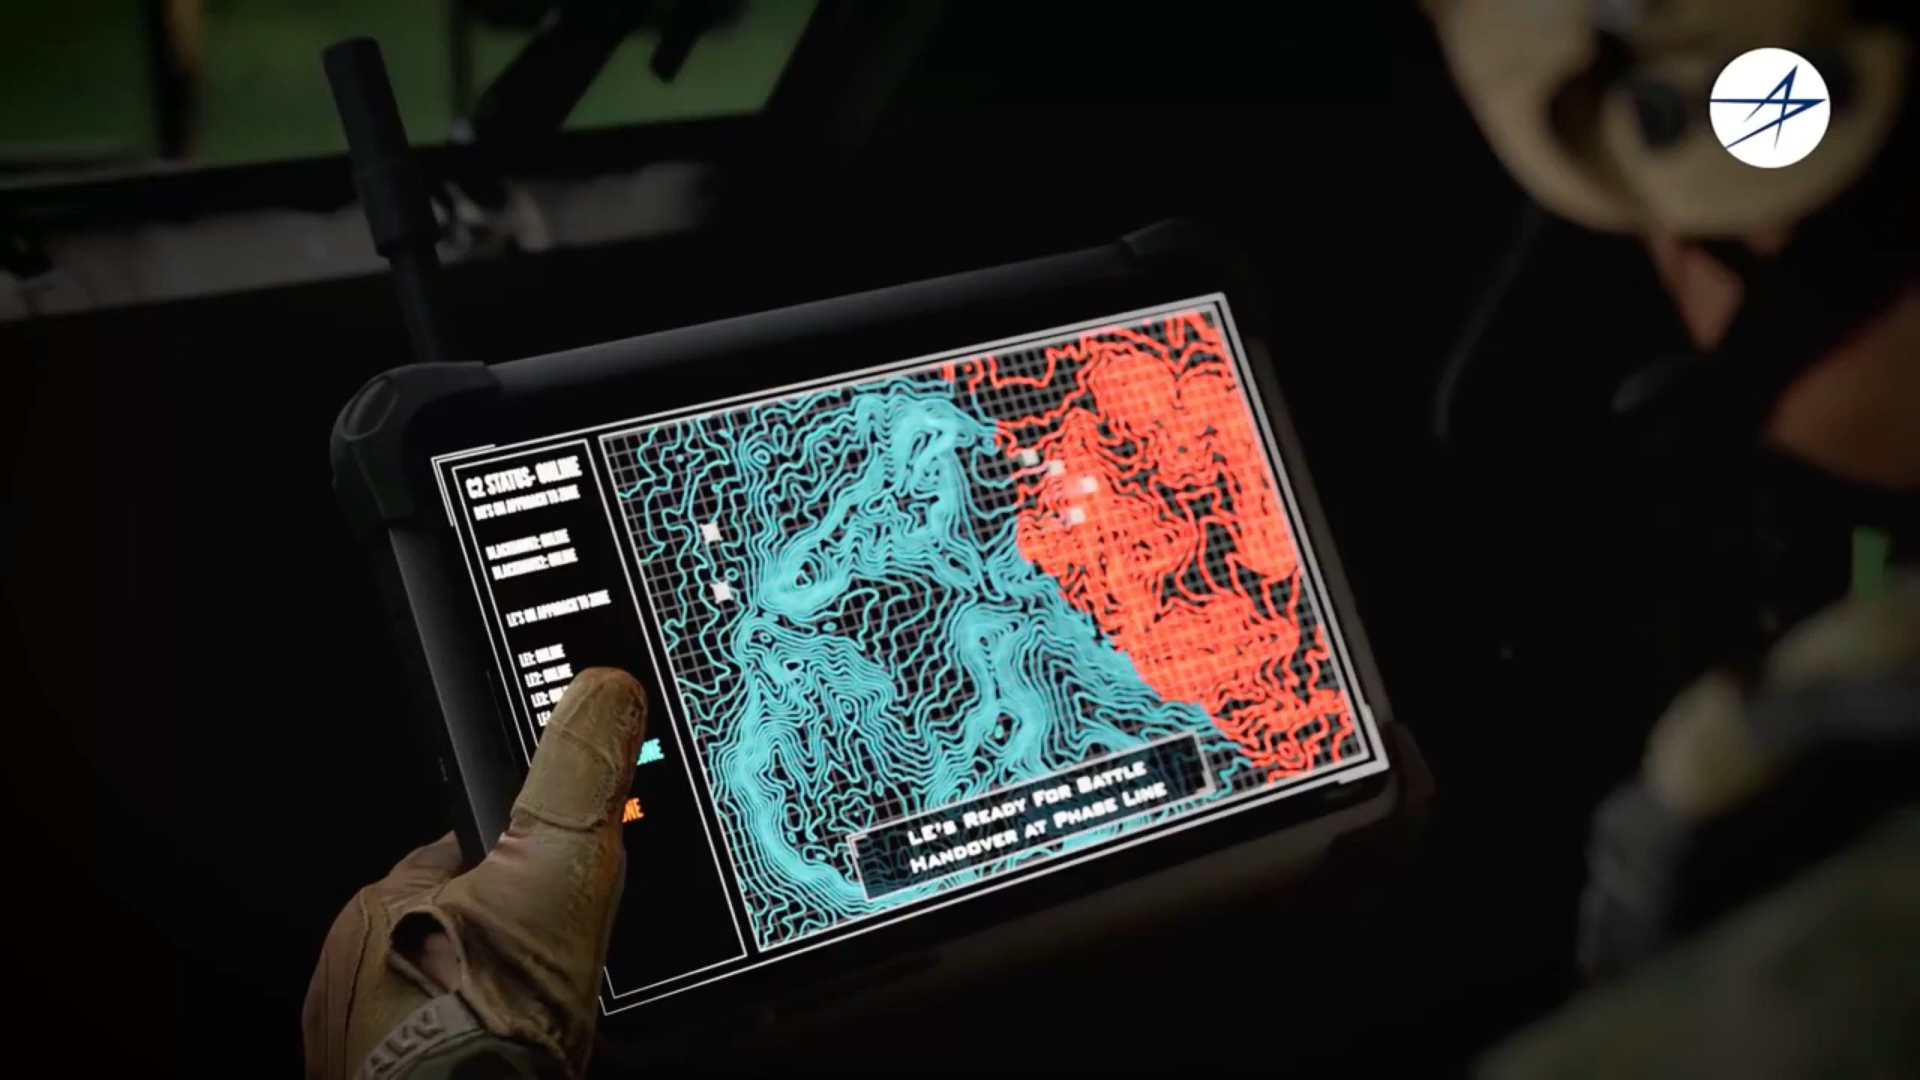 C2 STATUS- ONLINE
ON APPROACH TO ZONE
BLACKHAWK1: ONLINE
BLACKHAWK2: ONLINE
LE'S ON APPROACH TO ZONE
LE1: ONLINE
LE2: ONLINE
LE3:
LE'S READY FOR BATTLE
HANDOVER AT PHASE LINE